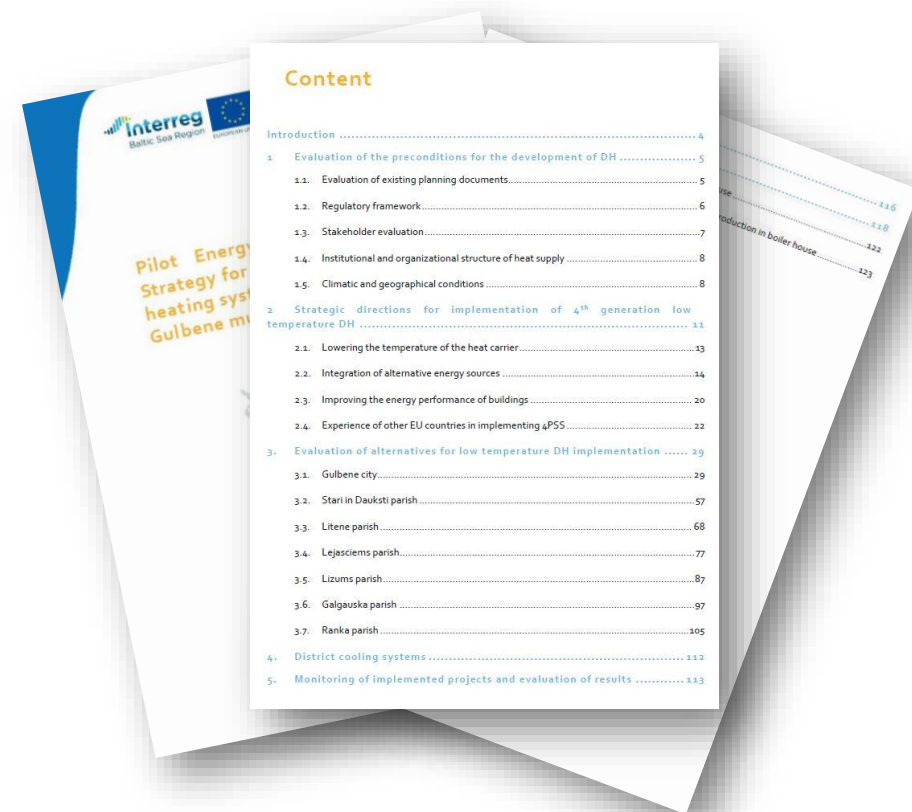 Interreg
Baltic Sea Region
Pilot Energy
Strategy for
heating
Gulbene
Content
Introduction ........ 4
1 Evaluation of the preconditions for the development of DH ........ 5
1.1. Evaluation of existing planning documents........ 5
1.2. Regulatory framework........ 6
1.3. Stakeholder evaluation........ 7
1.4. Institutional and organizational structure of heat supply ........ 8
1.5. Climatic and geographical conditions ........ 8
2 Strategic directions for implementation of 4th generation low
temperature DH ........ 11
2.1. Lowering the temperature of the heat carrier........ 13
2.2. Integration of alternative energy sources ........ 14
2.3. Improving the energy performance of buildings ........ 20
2.4. Experience of other EU countries in implementing 4PSS ........ 22
3. Evaluation of alternatives for low temperature DH implementation ...... 29
3.1. Gulbene city........ 29
3.2. Stari in Dauksti parish........ 57
3.3. Litene parish ........ 68
3.4. Lejasciems parish........ 77
3.5. Lizums parish........ 87
3.6. Galgauska parish ........ 97
3.7. Ranka parish ........ 105
4. District cooling systems ........ 112
5. Monitoring of implemented projects and evaluation of results ........ 113
116
118
122
in boiler house........ 123